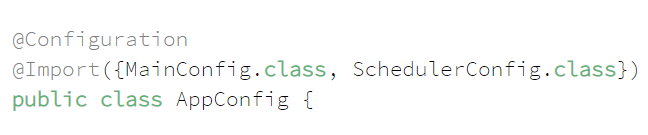 @Configuration
@Import({MainConfig.class, SchedulerConfig.class})
public class AppConfig {